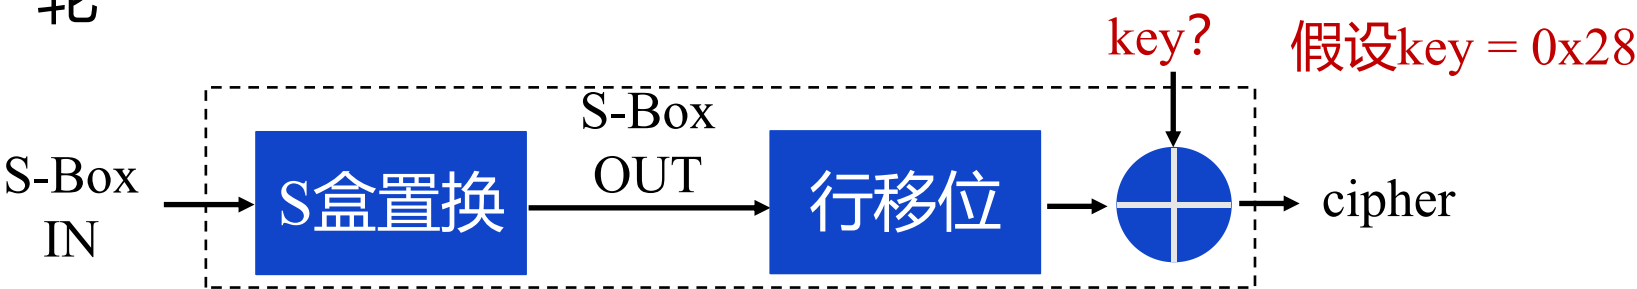 轮
key?
假设key = 0x28
S-Box
IN
S盒置换
S-Box
OUT
行移位
cipher